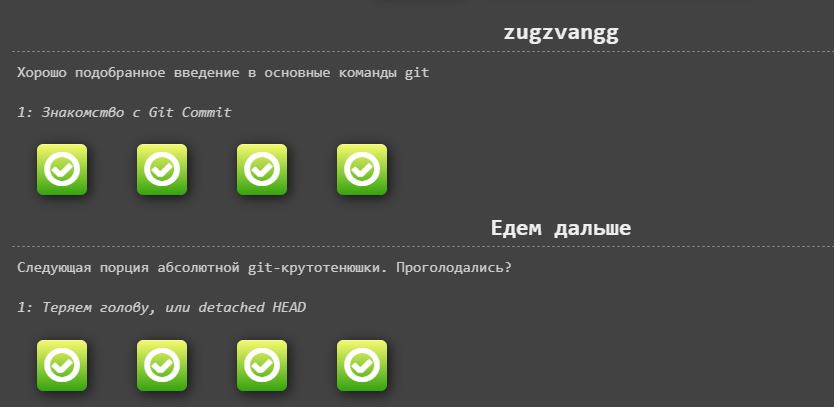 zugzvangg
Хорошо подобранное введение в основные команды git
1: Знакомство с Git Commit
Едем дальше
Следующая порция абсолютной git-крутотенюшки. Проголодались?
1: Теряем голову, или detached HEAD